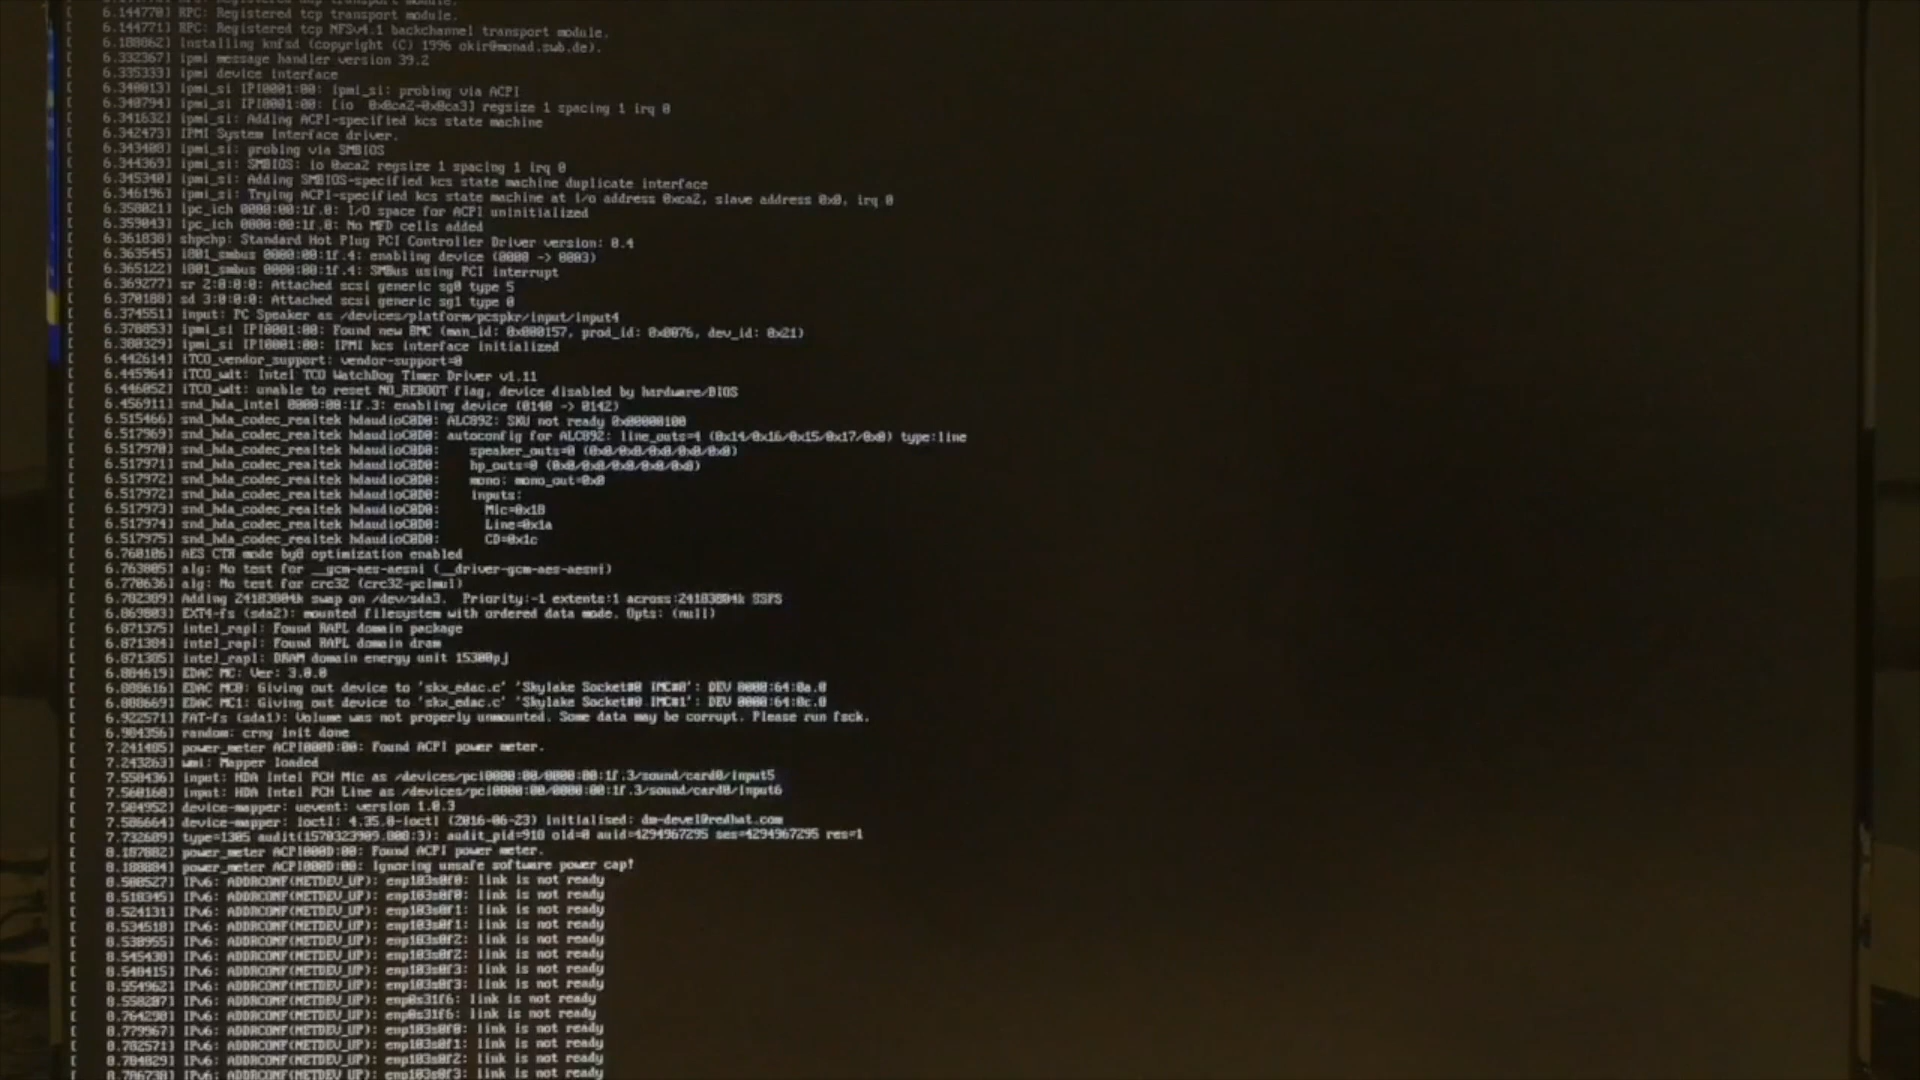 [    6.144770] RPC: Registered tcp transport module.
[    6.144771] RPC: Registered tcp NFSv4.1 backchannel transport module.
[    6.188862] Installing knfsd (copyright (C) 1996 okir@monad.swb.de).
[    6.332367] ipmi message handler version 39.2
[    6.335333] ipmi device interface
[    6.340013] ipmi_si IPI0001:00: ipmi_si: probing via ACPI
[    6.340794] ipmi_si IPI0001:00: [io  0x0ca2-0x0ca3] regsize 1 spacing 1 irq 0
[    6.341632] ipmi_si: Adding ACPI-specified kcs state machine
[    6.342473] IPMI System Interface driver.
[    6.343408] ipmi_si: probing via SMBIOS
[    6.344369] ipmi_si: SMBIOS: io 0xca2 regsize 1 spacing 1 irq 0
[    6.345340] ipmi_si: Adding SMBIOS-specified kcs state machine duplicate interface
[    6.346196] ipmi_si: Trying ACPI-specified kcs state machine at i/o address 0xca2, slave address 0x0, irq 0
[    6.358021] lpc_ich 0000:00:1f.0: I/O space for ACPI uninitialized
[    6.359043] lpc_ich 0000:00:1f.0: No MFD cells added
[    6.361838] shpchp: Standard Hot Plug PCI Controller Driver version: 0.4
[    6.363545] i801_smbus 0000:00:1f.4: enabling device (0000 -> 0003)
[    6.365122] i801_smbus 0000:00:1f.4: SMBus using PCI interrupt
[    6.369277] sr 2:0:0:0: Attached scsi generic sg0 type 5
[    6.370188] sd 3:0:0:0: Attached scsi generic sg1 type 0
[    6.374551] input: PC Speaker as /devices/platform/pcspkr/input/input4
[    6.378853] ipmi_si IPI0001:00: Found new BMC (man_id: 0x000157, prod_id: 0x0076, dev_id: 0x21)
[    6.380329] ipmi_si IPI0001:00: IPMI kcs interface initialized
[    6.442614] iTCO_vendor_support: vendor-support=0
[    6.445964] iTCO_wdt: Intel TCO WatchDog Timer Driver v1.11
[    6.446052] iTCO_wdt: unable to reset NO_REBOOT flag, device disabled by hardware/BIOS
[    6.456911] snd_hda_intel 0000:00:1f.3: enabling device (0140 -> 0142)
[    6.515466] snd_hda_codec_realtek hdaudioC0D0: ALC892: SKU not ready 0x00000100
[    6.517969] snd_hda_codec_realtek hdaudioC0D0: autoconfig for ALC892: line_outs=4 (0x14/0x16/0x15/0x17/0x0) type:line
[    6.517970] snd_hda_codec_realtek hdaudioC0D0:    speaker_outs=0 (0x0/0x0/0x0/0x0/0x0)
[    6.517971] snd_hda_codec_realtek hdaudioC0D0:    hp_outs=0 (0x0/0x0/0x0/0x0/0x0)
[    6.517972] snd_hda_codec_realtek hdaudioC0D0:    mono: mono_out=0x0
[    6.517972] snd_hda_codec_realtek hdaudioC0D0:    inputs:
[    6.517973] snd_hda_codec_realtek hdaudioC0D0:      Mic=0x18
[    6.517974] snd_hda_codec_realtek hdaudioC0D0:      Line=0x1a
[    6.517975] snd_hda_codec_realtek hdaudioC0D0:      CD=0x1c
[    6.760106] AES CTR mode by8 optimization enabled
[    6.763805] alg: No test for __gcm-aes-aesni (__driver-gcm-aes-aesni)
[    6.770636] alg: No test for crc32 (crc32-pclmul)
[    6.782389] Adding 24183804k swap on /dev/sda3.  Priority:-1 extents:1 across:24183804k SSFS
[    6.869803] EXT4-fs (sda2): mounted filesystem with ordered data mode. Opts: (null)
[    6.871375] intel_rapl: Found RAPL domain package
[    6.871384] intel_rapl: Found RAPL domain dram
[    6.871385] intel_rapl: DRAM domain energy unit 15300pj
[    6.884619] EDAC MC: Ver: 3.0.0
[    6.888616] EDAC MC0: Giving out device to 'skx_edac.c' 'Skylake Socket#0 IMC#0': DEV 0000:64:0a.0
[    6.888669] EDAC MC1: Giving out device to 'skx_edac.c' 'Skylake Socket#0 IMC#1': DEV 0000:64:0c.0
[    6.922571] FAT-fs (sda1): Volume was not properly unmounted. Some data may be corrupt. Please run fsck.
[    6.984356] random: crng init done
[    7.241485] power_meter ACPI000D:00: Found ACPI power meter.
[    7.243263] wmi: Mapper loaded
[    7.558436] input: HDA Intel PCH Mic as /devices/pci0000:00/0000:00:1f.3/sound/card0/input5
[    7.560168] input: HDA Intel PCH Line as /devices/pci0000:00/0000:00:1f.3/sound/card0/input6
[    7.584952] device-mapper: uevent: version 1.0.3
[    7.586664] device-mapper: ioctl: 4.35.0-ioctl (2016-06-23) initialised: dm-devel@redhat.com
[    7.732689] type=1305 audit(1570323909.808:3): audit_pid=918 old=0 auid=4294967295 ses=4294967295 res=1
[    8.187882] power_meter ACPI000D:00: Found ACPI power meter.
[    8.188884] power_meter ACPI000D:00: Ignoring unsafe software power cap!
[    8.508527] IPv6: ADDRCONF(NETDEV_UP): enp183s0f0: link is not ready
[    8.518345] IPv6: ADDRCONF(NETDEV_UP): enp183s0f0: link is not ready
[    8.524131] IPv6: ADDRCONF(NETDEV_UP): enp183s0f1: link is not ready
[    8.534518] IPv6: ADDRCONF(NETDEV_UP): enp183s0f1: link is not ready
[    8.538955] IPv6: ADDRCONF(NETDEV_UP): enp183s0f2: link is not ready
[    8.545430] IPv6: ADDRCONF(NETDEV_UP): enp183s0f2: link is not ready
[    8.548415] IPv6: ADDRCONF(NETDEV_UP): enp183s0f3: link is not ready
[    8.554962] IPv6: ADDRCONF(NETDEV_UP): enp183s0f3: link is not ready
[    8.558287] IPv6: ADDRCONF(NETDEV_UP): enp0s31f6: link is not ready
[    8.764290] IPv6: ADDRCONF(NETDEV_UP): enp0s31f6: link is not ready
[    8.779967] IPv6: ADDRCONF(NETDEV_UP): enp183s0f0: link is not ready
[    8.782571] IPv6: ADDRCONF(NETDEV_UP): enp183s0f1: link is not ready
[    8.784829] IPv6: ADDRCONF(NETDEV_UP): enp183s0f2: link is not ready
[    8.786738] IPv6: ADDRCONF(NETDEV_UP): enp183s0f3: link is not ready